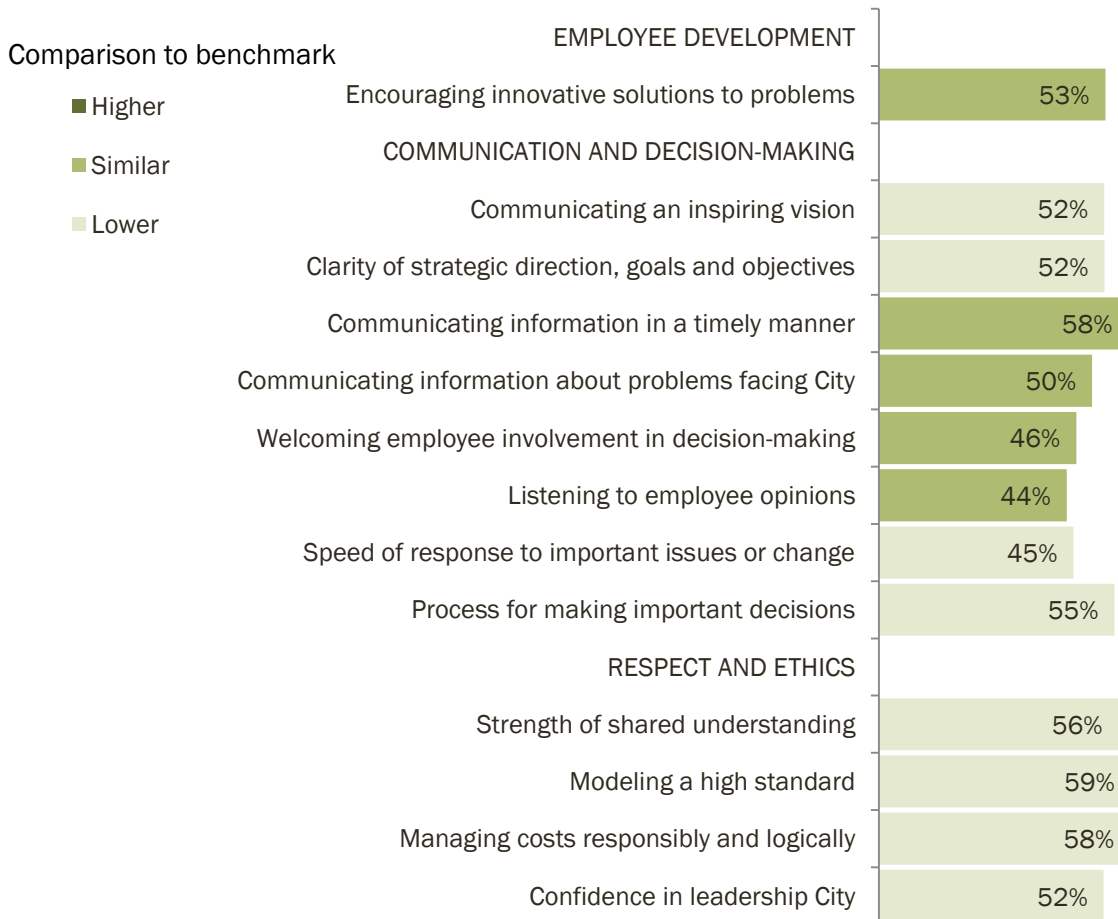 Comparison to benchmark
Higher
Similar
Lower
EMPLOYEE DEVELOPMENT
Encouraging innovative solutions to problems 53%
COMMUNICATION AND DECISION-MAKING
Communicating an inspiring vision 52%
Clarity of strategic direction, goals and objectives 52%
Communicating information in a timely manner 58%
Communicating information about problems facing City 50%
Welcoming employee involvement in decision-making 46%
Listening to employee opinions 44%
Speed of response to important issues or change 45%
Process for making important decisions 55%
RESPECT AND ETHICS
Strength of shared understanding 56%
Modeling a high standard 59%
Managing costs responsibly and logically 58%
Confidence in leadership City 52%